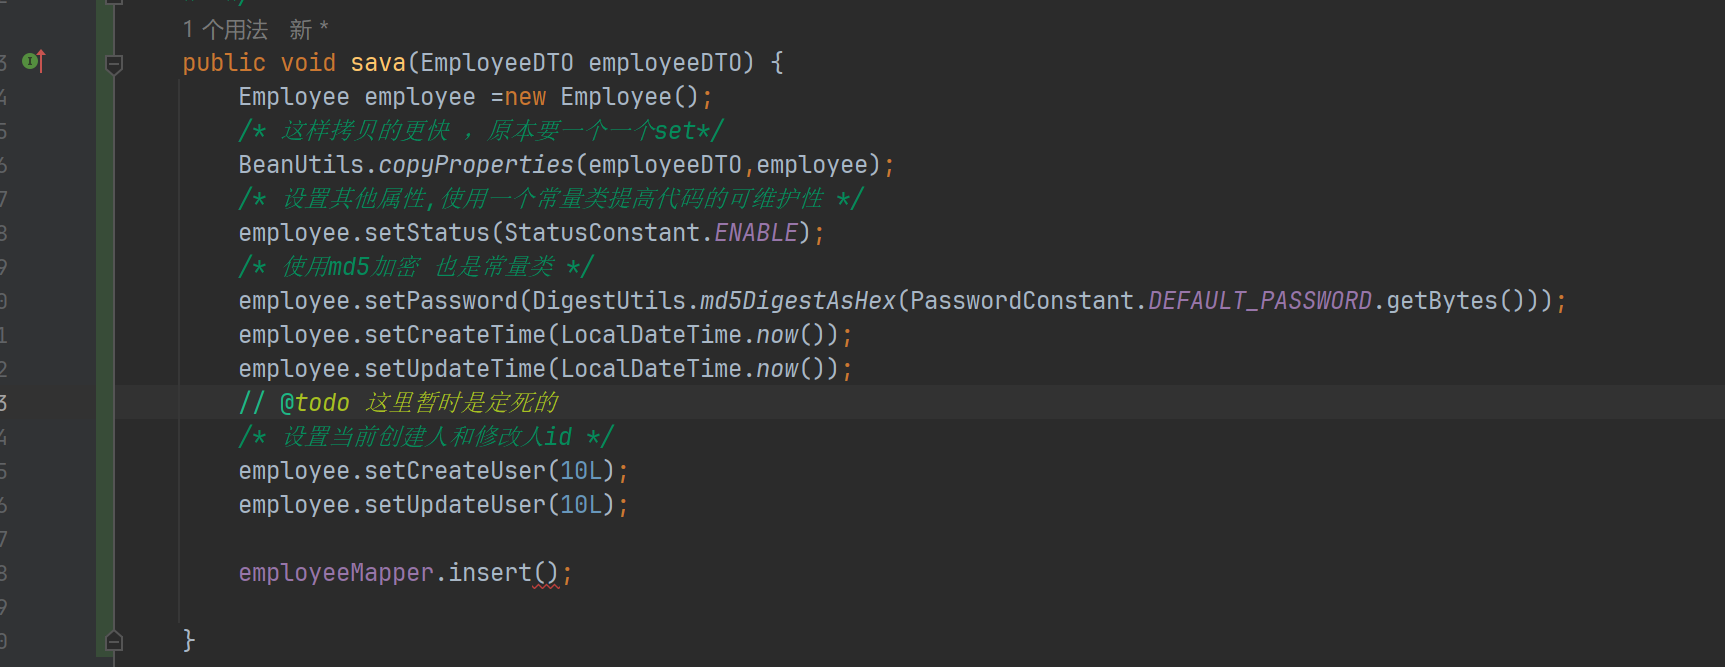 1 个用法 新 *
public void sava(EmployeeDTO employeeDTO) {
Employee employee =new Employee();
/* 这样拷贝的更快 ，原本要一个一个set*/
BeanUtils.copyProperties(employeeDTO,employee);
/* 设置其他属性,使用一个常量类提高代码的可维护性 */
employee.setStatus(StatusConstant.ENABLE);
/* 使用md5加密 也是常量类 */
employee.setPassword(DigestUtils.md5DigestAsHex(PasswordConstant.DEFAULT_PASSWORD.getBytes()));
employee.setCreateTime(LocalDateTime.now());
employee.setUpdateTime(LocalDateTime.now());
// @todo 这里暂时是定死的
/* 设置当前创建人和修改人id */
employee.setCreateUser(10L);
employee.setUpdateUser(10L);
employeeMapper.insert();
}